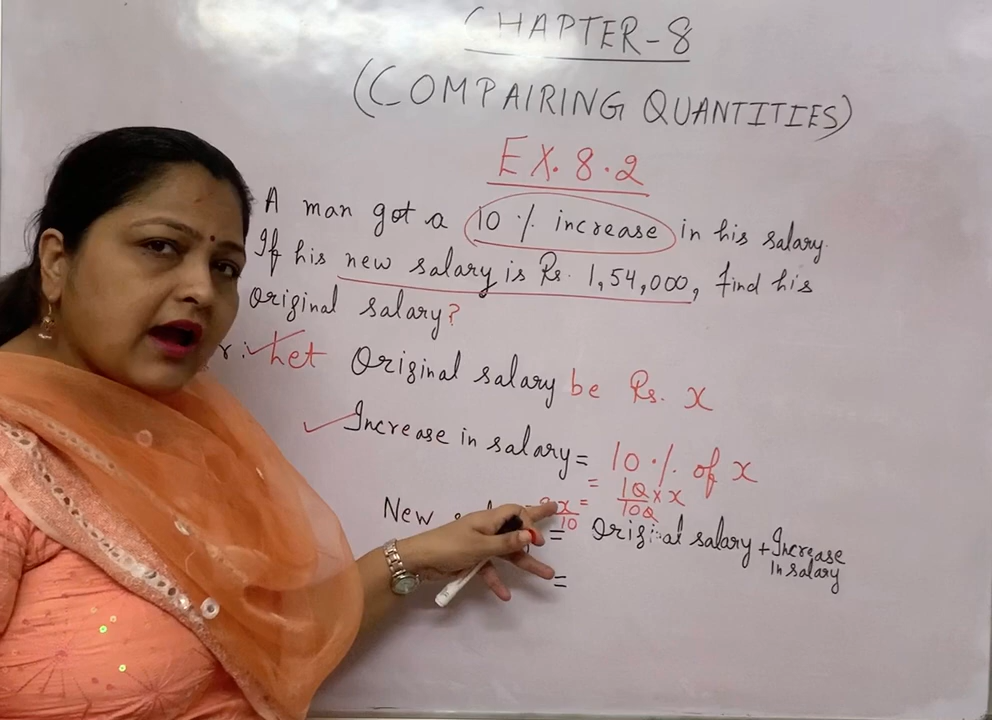 CHAPTER-8
(COMPAIRING QUANTITIES)
EX. 8.2
A man got a 10 % increase in his salary.
If his new salary is Rs. 1,54,000, find his
Original salary?
Let Original salary be Rs. x
Increase in salary = 10 % of x
= 10/100 × x
= x/10
New = Original salary + Increase in salary
=